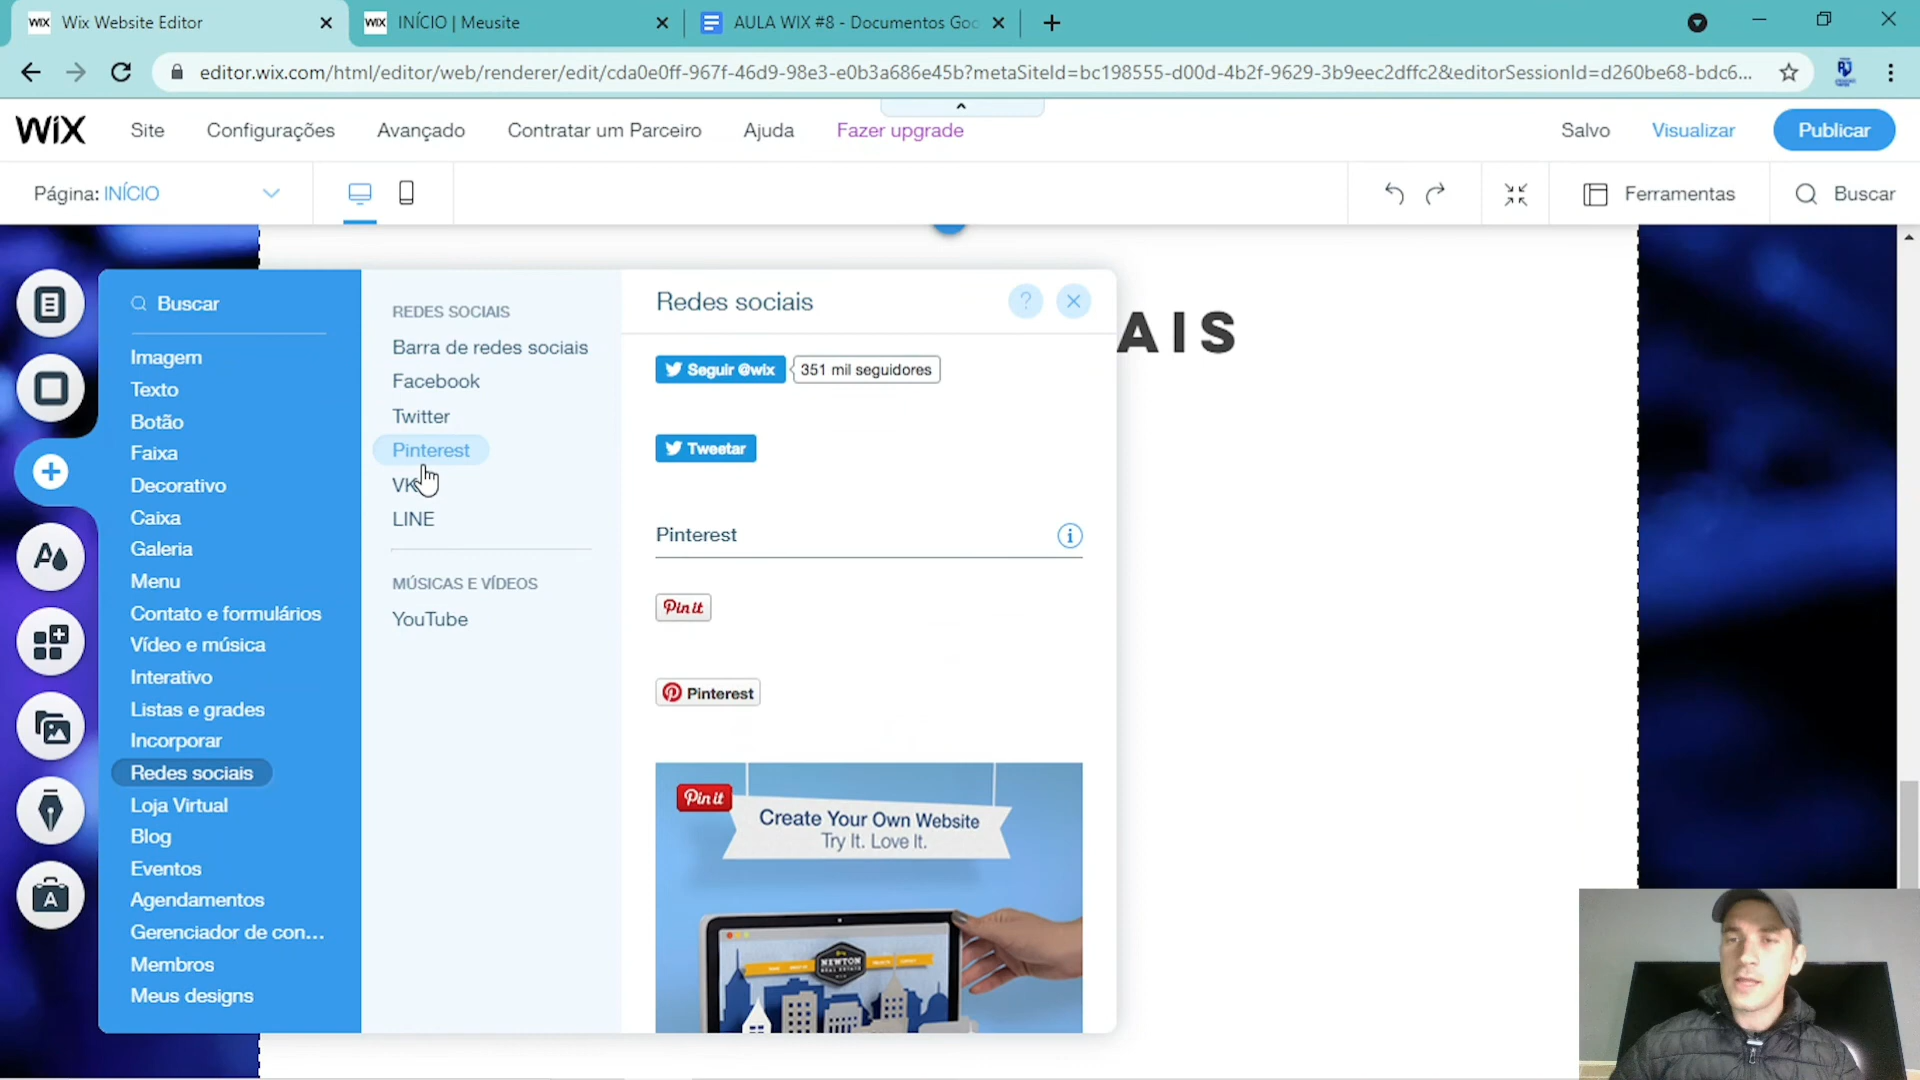 WiX Wix Website Editor
WiX INÍCIO | Meusite
AULA WIX #8 - Documentos Goo
editor.wix.com/html/editor/web/renderer/edit/cda0e0ff-967f-46d9-98e3-e0b3a686e45b?metaSiteId=bc198555-d00d-4b2f-9629-3b9eec2dffc2&editorSessionId=d260be68-bdc6...
WiX Site Configurações Avançado Contratar um Parceiro Ajuda Fazer upgrade Salvo Visualizar Publicar
Página: INÍCIO Ferramentas Buscar
AIS
Buscar
Imagem
Texto
Botão
Faixa
Decorativo
Caixa
Galeria
Menu
Contato e formulários
Vídeo e música
Interativo
Listas e grades
Incorporar
Redes sociais
Loja Virtual
Blog
Eventos
Agendamentos
Gerenciador de con...
Membros
Meus designs
REDES SOCIAIS
Barra de redes sociais
Facebook
Twitter
Pinterest
VK
LINE
MÚSICAS E VÍDEOS
YouTube
Redes sociais ?
Seguir @wix 351 mil seguidores
Tweetar
Pinterest
Pin it
Pinterest
Pin it
Create Your Own Website
Try It. Love It.
NEWTON
REAL ESTATE